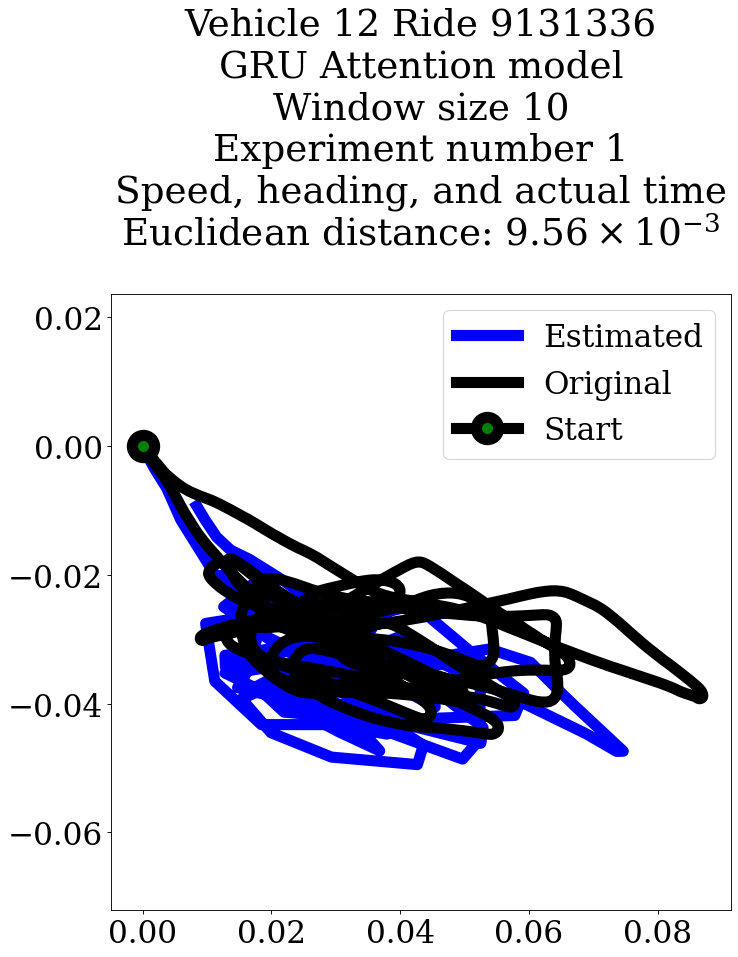 Vehicle 12 Ride 9131336
GRU Attention model
Window size 10
Experiment number 1
Speed, heading, and actual time
Euclidean distance: 9.56 × 10⁻³
Estimated
Original
Start
0.02
0.00
−0.02
−0.04
−0.06
0.00 0.02 0.04 0.06 0.08